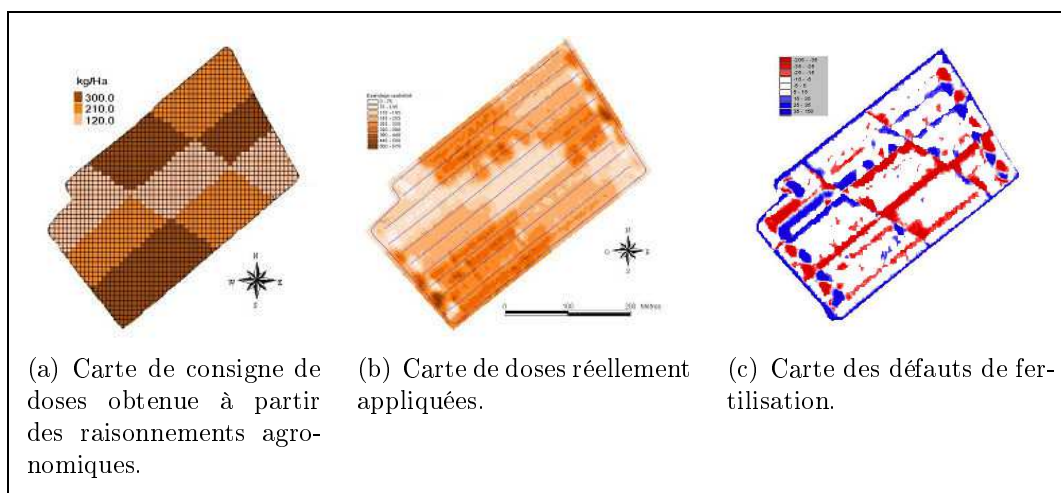 kg/Ha
300.0
210.0
120.0
N
W
E
S
0
100
200
Mètres
(a) Carte de consigne de
doses obtenue à partir
des raisonnements agro-
nomiques.
(b) Carte de doses réellement
appliquées.
(c) Carte des défauts de fer-
tilisation.